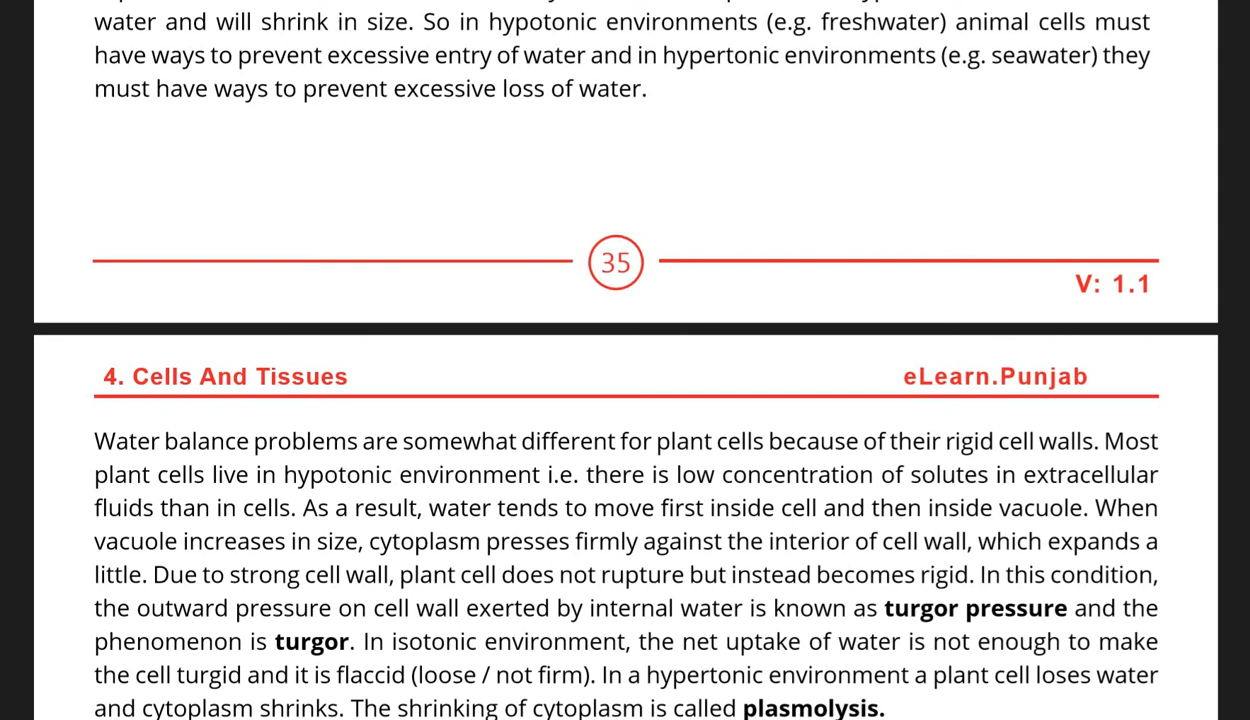 water and will shrink in size. So in hypotonic environments (e.g. freshwater) animal cells must
have ways to prevent excessive entry of water and in hypertonic environments (e.g. seawater) they
must have ways to prevent excessive loss of water.
35
V: 1.1
4. Cells And Tissues eLearn.Punjab
Water balance problems are somewhat different for plant cells because of their rigid cell walls. Most
plant cells live in hypotonic environment i.e. there is low concentration of solutes in extracellular
fluids than in cells. As a result, water tends to move first inside cell and then inside vacuole. When
vacuole increases in size, cytoplasm presses firmly against the interior of cell wall, which expands a
little. Due to strong cell wall, plant cell does not rupture but instead becomes rigid. In this condition,
the outward pressure on cell wall exerted by internal water is known as turgor pressure and the
phenomenon is turgor. In isotonic environment, the net uptake of water is not enough to make
the cell turgid and it is flaccid (loose / not firm). In a hypertonic environment a plant cell loses water
and cytoplasm shrinks. The shrinking of cytoplasm is called plasmolysis.